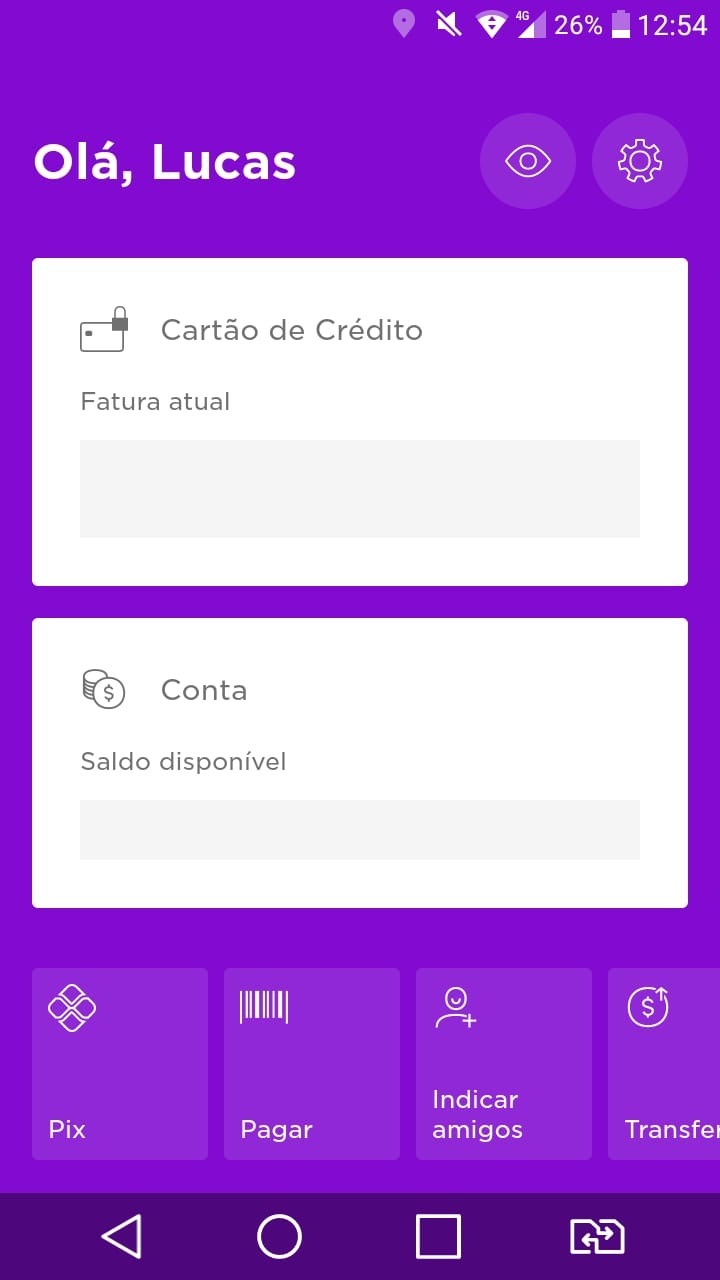 4G 26% 12:54
Olá, Lucas
Cartão de Crédito
Fatura atual
Conta
$
Saldo disponível
$
Pix
Pagar
Indicar
amigos
Transfer